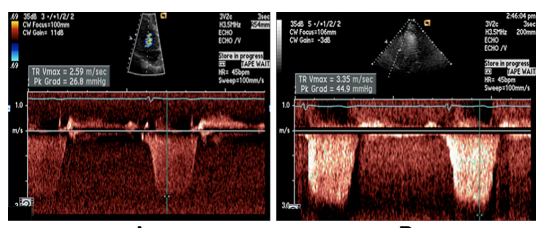 35dB 3 -/+1/2/ 2
CW Focus=100mm
CW Gain= 11dB
.69
.69
3V2c 3sec
H3.5MHz 164mm
ECHO
ECHO /V
Store in progress
TAPE WAIT
HR= 45bpm
Sweep=100mm/s
TR Vmax = 2.59 m/sec
Pk Grad = 26.8 mmHg
1.0
m/s
2:46:04 pm
35dB 5 -/+1/2/ 2
CW Focus=106mm
CW Gain= -3dB
3V2c 3sec
H3.5MHz 200mm
ECHO
ECHO /V
Store in progress
TAPE WAIT
HR= 45bpm
Sweep=100mm/s
TR Vmax = 3.35 m/sec
Pk Grad = 44.9 mmHg
1.0
m/s